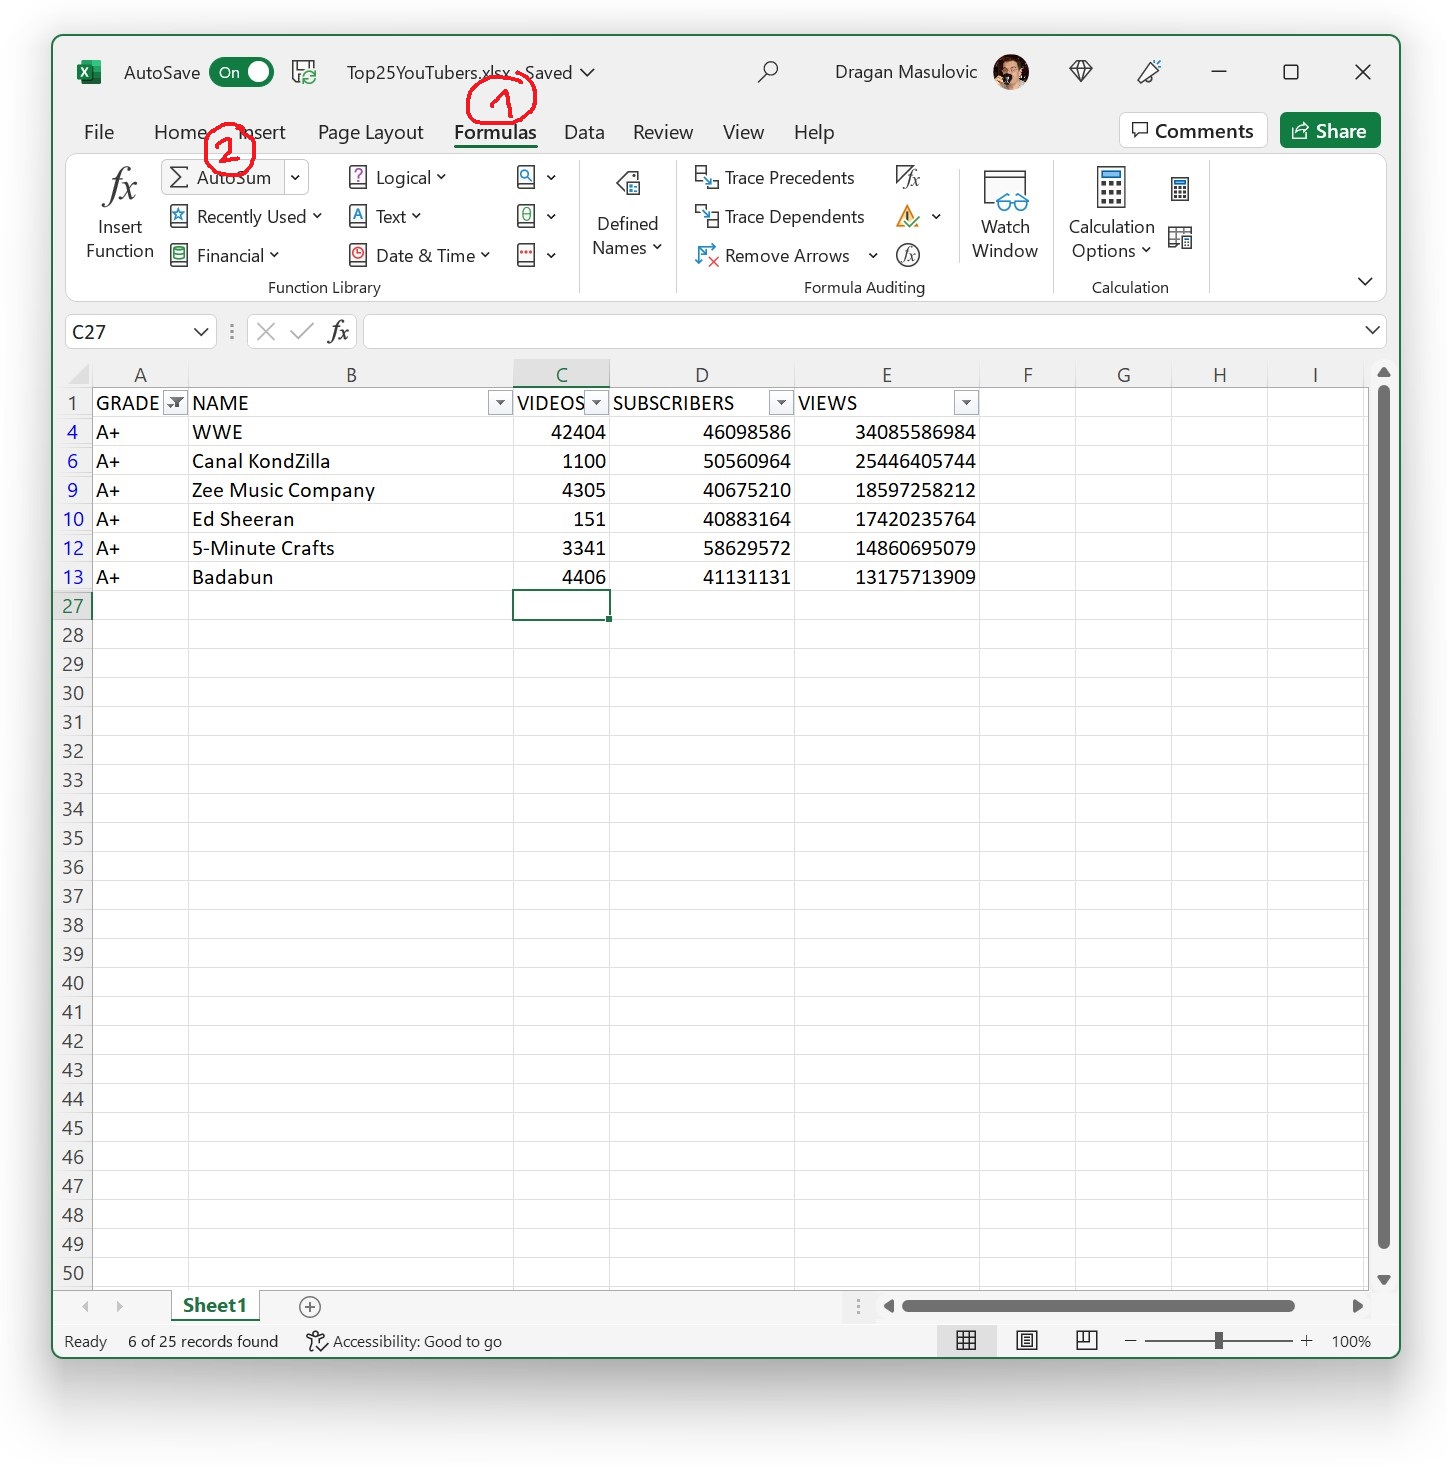 AutoSave On Top25YouTubers.xlsx • Saved Dragan Masulovic
1
File Home Insert Page Layout Formulas Data Review View Help Comments Share
2
AutoSum Logical Trace Precedents
Recently Used Text Trace Dependents
Financial Date & Time Remove Arrows
Insert Function
Defined Names
Watch Window
Calculation Options
Function Library Formula Auditing Calculation
C27 fx
A B C D E F G H I
1 GRADE NAME VIDEOS SUBSCRIBERS VIEWS
4 A+ WWE 42404 46098586 34085586984
6 A+ Canal KondZilla 1100 50560964 25446405744
9 A+ Zee Music Company 4305 40675210 18597258212
10 A+ Ed Sheeran 151 40883164 17420235764
12 A+ 5-Minute Crafts 3341 58629572 14860695079
13 A+ Badabun 4406 41131131 13175713909
27
28
29
30
31
32
33
34
35
36
37
38
39
40
41
42
43
44
45
46
47
48
49
50
Sheet1
Ready 6 of 25 records found Accessibility: Good to go 100%